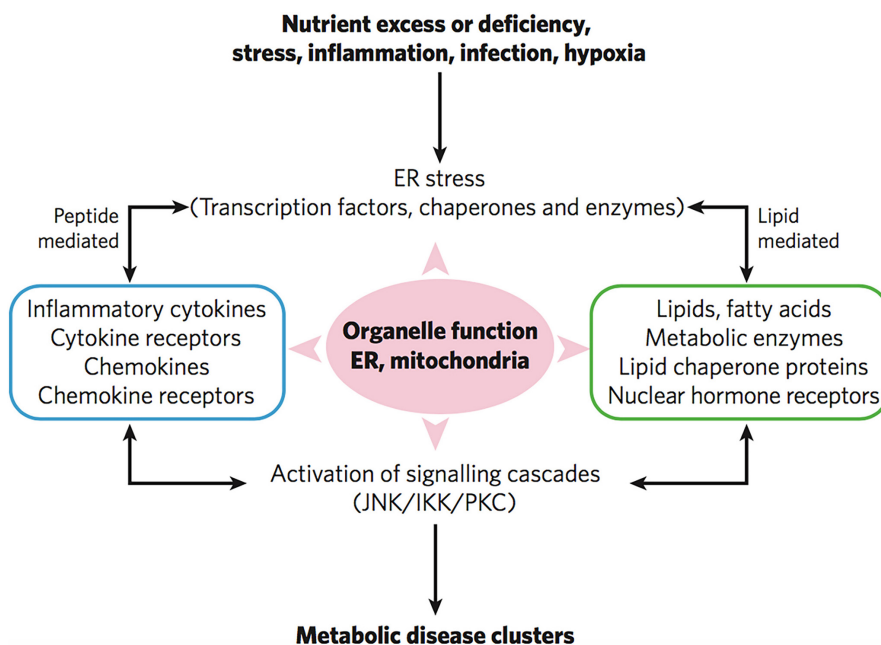 Nutrient excess or deficiency,
stress, inflammation, infection, hypoxia
ER stress
(Transcription factors, chaperones and enzymes)
Peptide
mediated
Lipid
mediated
Inflammatory cytokines
Cytokine receptors
Chemokines
Chemokine receptors
Organelle function
ER, mitochondria
Lipids, fatty acids
Metabolic enzymes
Lipid chaperone proteins
Nuclear hormone receptors
Activation of signalling cascades
(JNK/IKK/PKC)
Metabolic disease clusters